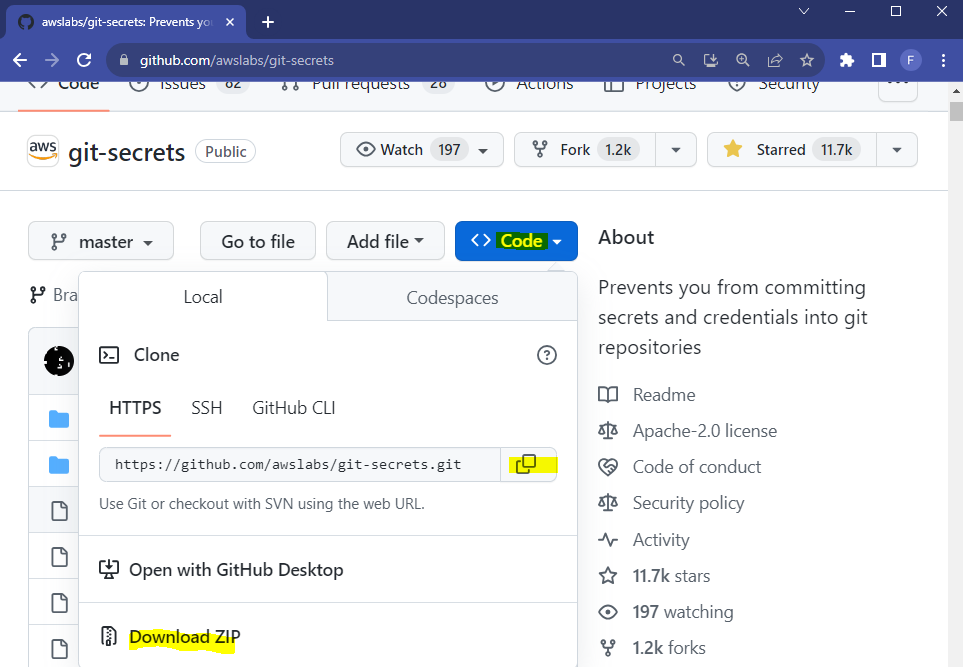 awslabs/git-secrets: Prevents you
github.com/awslabs/git-secrets
F
Code
Issues 82
Pull requests 28
Actions
Projects
Security
aws
git-secrets
Public
Watch 197
Fork 1.2k
Starred 11.7k
master
Go to file
Add file
Code
About
Prevents you from committing
secrets and credentials into git
repositories
Bra
Local
Codespaces
Clone
HTTPS
SSH
GitHub CLI
https://github.com/awslabs/git-secrets.git
Use Git or checkout with SVN using the web URL.
Open with GitHub Desktop
Download ZIP
Readme
Apache-2.0 license
Code of conduct
Security policy
Activity
11.7k stars
197 watching
1.2k forks